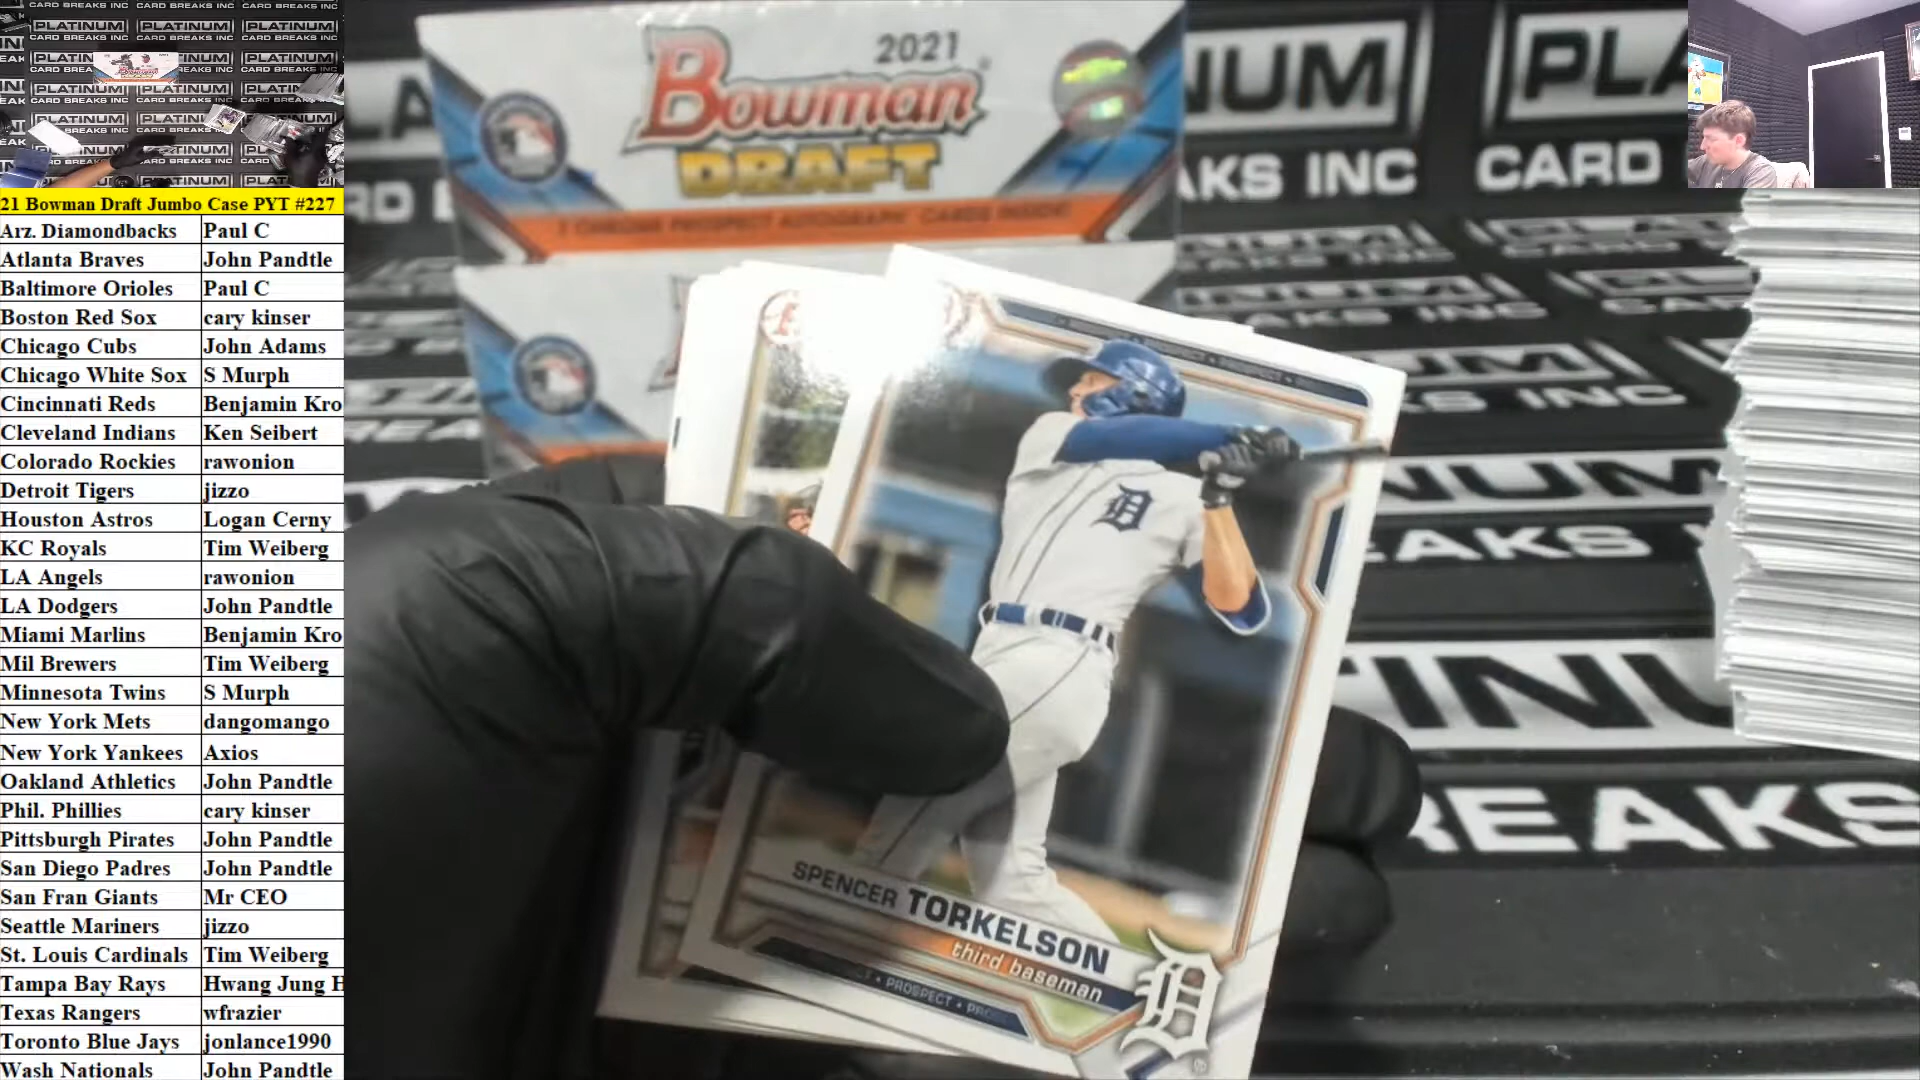 21 Bowman Draft Jumbo Case PYT #227
Arz. Diamondbacks Paul C
Atlanta Braves John Pandtle
Baltimore Orioles Paul C
Boston Red Sox cary kinser
Chicago Cubs John Adams
Chicago White Sox S Murph
Cincinnati Reds Benjamin Kro
Cleveland Indians Ken Seibert
Colorado Rockies rawonion
Detroit Tigers jizzo
Houston Astros Logan Cerny
KC Royals Tim Weiberg
LA Angels rawonion
LA Dodgers John Pandtle
Miami Marlins Benjamin Kro
Mil Brewers Tim Weiberg
Minnesota Twins S Murph
New York Mets dangomango
New York Yankees Axios
Oakland Athletics John Pandtle
Phil. Phillies cary kinser
Pittsburgh Pirates John Pandtle
San Diego Padres John Pandtle
San Fran Giants Mr CEO
Seattle Mariners jizzo
St. Louis Cardinals Tim Weiberg
Tampa Bay Rays Hwang Jung H
Texas Rangers wfrazier
Toronto Blue Jays jonlance1990
Wash Nationals John Pandtle
2021
Bowman
DRAFT
7 CHROME PROSPECT AUTOGRAPH CARDS INSIDE!
SPENCER TORKELSON
third baseman
PROSPECT
PLATINUM
CARD BREAKS INC